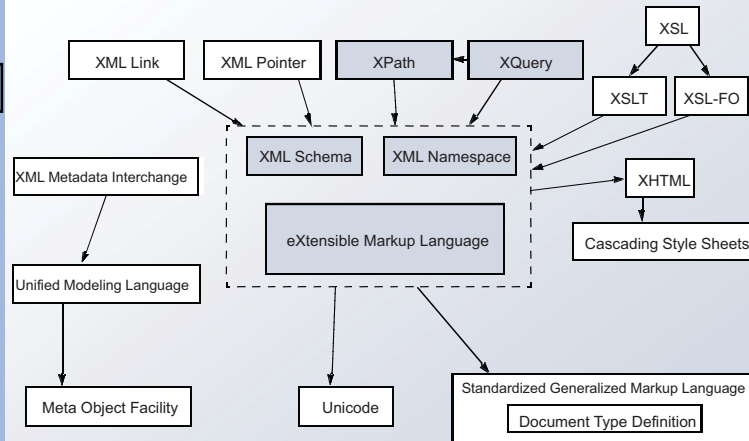 XSL
XML Link
XML Pointer
XPath
XQuery
XSLT
XSL-FO
XML Schema
XML Namespace
XML Metadata Interchange
XHTML
eXtensible Markup Language
Cascading Style Sheets
Unified Modeling Language
Meta Object Facility
Unicode
Standardized Generalized Markup Language
Document Type Definition